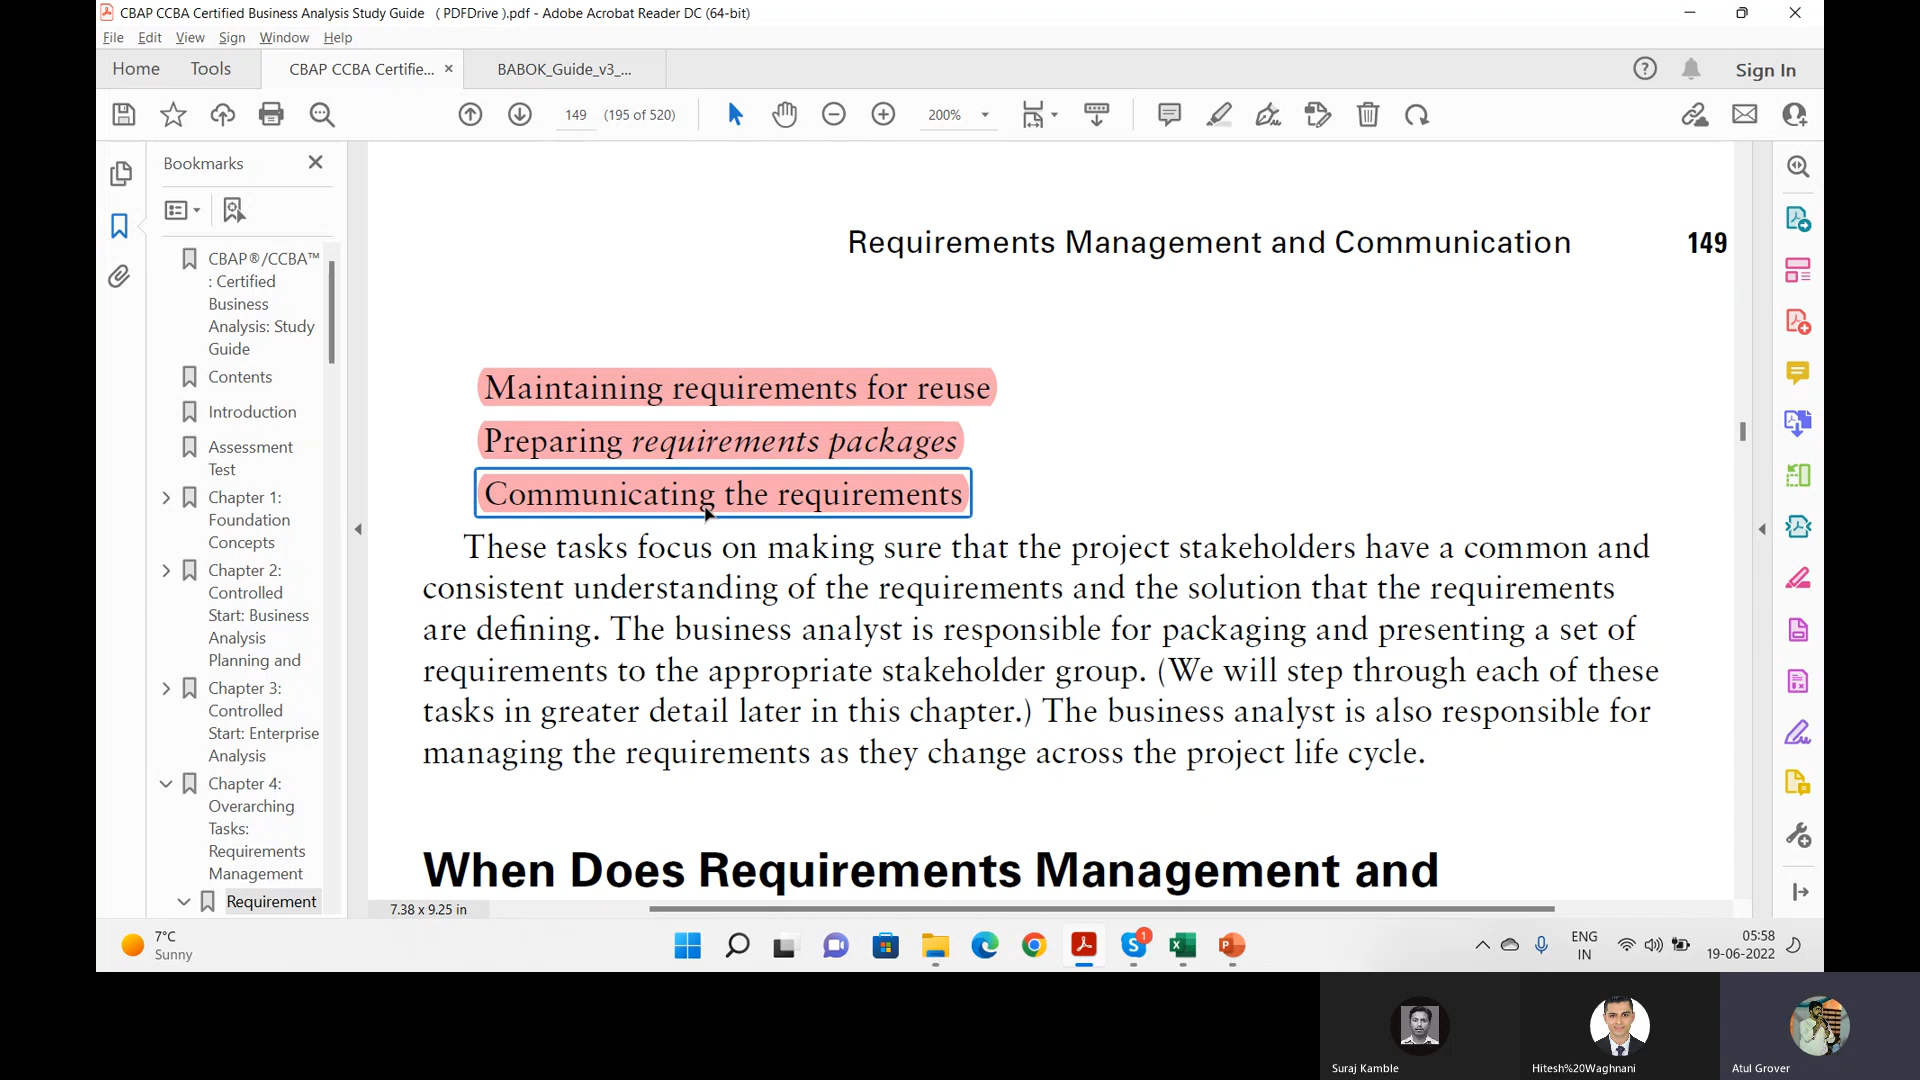 CBAP CCBA Certified Business Analysis Study Guide   ( PDFDrive ).pdf - Adobe Acrobat Reader DC (64-bit)
File Edit View Sign Window Help
Home Tools CBAP CCBA Certifie... × BABOK_Guide_v3_... Sign In
149 (195 of 520) 200%
Bookmarks
CBAP®/CCBA™
: Certified
Business
Analysis: Study
Guide
Contents
Introduction
Assessment
Test
Chapter 1:
Foundation
Concepts
Chapter 2:
Controlled
Start: Business
Analysis
Planning and
Chapter 3:
Controlled
Start: Enterprise
Analysis
Chapter 4:
Overarching
Tasks:
Requirements
Management
Requirement
Requirements Management and Communication 149
Maintaining requirements for reuse
Preparing requirements packages
Communicating the requirements
These tasks focus on making sure that the project stakeholders have a common and
consistent understanding of the requirements and the solution that the requirements
are defining. The business analyst is responsible for packaging and presenting a set of
requirements to the appropriate stakeholder group. (We will step through each of these
tasks in greater detail later in this chapter.) The business analyst is also responsible for
managing the requirements as they change across the project life cycle.
When Does Requirements Management and
7.38 x 9.25 in
7°C
Sunny
1
ENG
IN
05:58
19-06-2022
Suraj Kamble
Hitesh%20Waghnani
Atul Grover